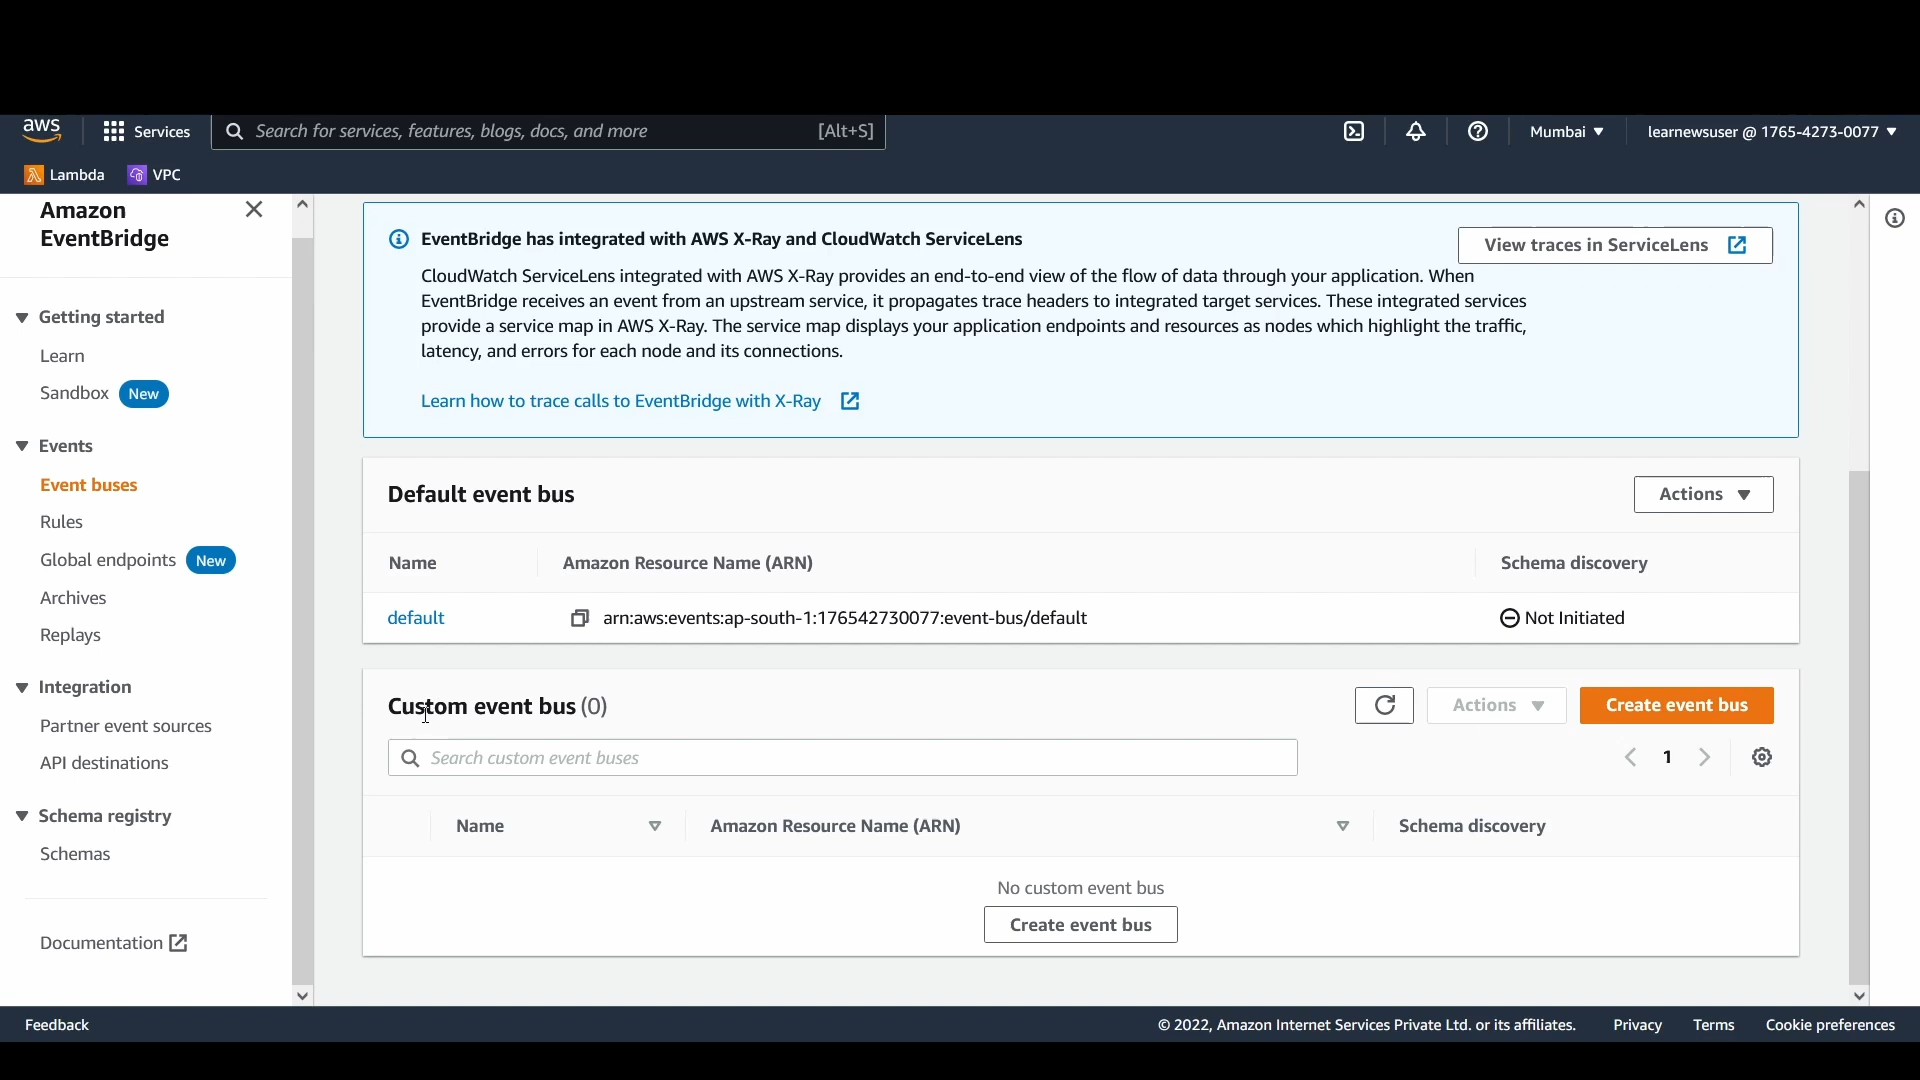 aws
Services
Search for services, features, blogs, docs, and more
[Alt+S]
Mumbai
learnewsuser @ 1765-4273-0077
Lambda
VPC
Amazon
EventBridge
Getting started
Learn
Sandbox New
Events
Event buses
Rules
Global endpoints New
Archives
Replays
Integration
Partner event sources
API destinations
Schema registry
Schemas
Documentation
EventBridge has integrated with AWS X-Ray and CloudWatch ServiceLens
View traces in ServiceLens
CloudWatch ServiceLens integrated with AWS X-Ray provides an end-to-end view of the flow of data through your application. When
EventBridge receives an event from an upstream service, it propagates trace headers to integrated target services. These integrated services
provide a service map in AWS X-Ray. The service map displays your application endpoints and resources as nodes which highlight the traffic,
latency, and errors for each node and its connections.
Learn how to trace calls to EventBridge with X-Ray
Default event bus
Actions
Name Amazon Resource Name (ARN) Schema discovery
default arn:aws:events:ap-south-1:176542730077:event-bus/default Not Initiated
Custom event bus (0)
Actions
Create event bus
Search custom event buses
1
Name Amazon Resource Name (ARN) Schema discovery
No custom event bus
Create event bus
Feedback
© 2022, Amazon Internet Services Private Ltd. or its affiliates. Privacy Terms Cookie preferences